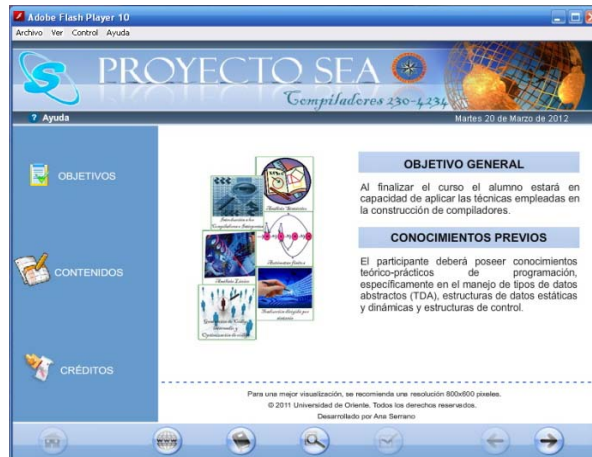 Adobe Flash Player 10
Archivo Ver Control Ayuda
PROYECTO SEA
Compiladores 230-4234
? Ayuda
Martes 20 de Marzo de 2012
OBJETIVOS
CONTENIDOS
CRÉDITOS
OBJETIVO GENERAL
Al finalizar el curso el alumno estará en
capacidad de aplicar las técnicas empleadas en
la construcción de compiladores.
CONOCIMIENTOS PREVIOS
El participante deberá poseer conocimientos
teórico-prácticos de programación,
específicamente en el manejo de tipos de datos
abstractos (TDA), estructuras de datos estáticas
y dinámicas y estructuras de control.
Para una mejor visualización, se recomienda una resolución 800x600 pixeles.
© 2011 Universidad de Oriente. Todos los derechos reservados.
Desarrollado por Ana Serrano